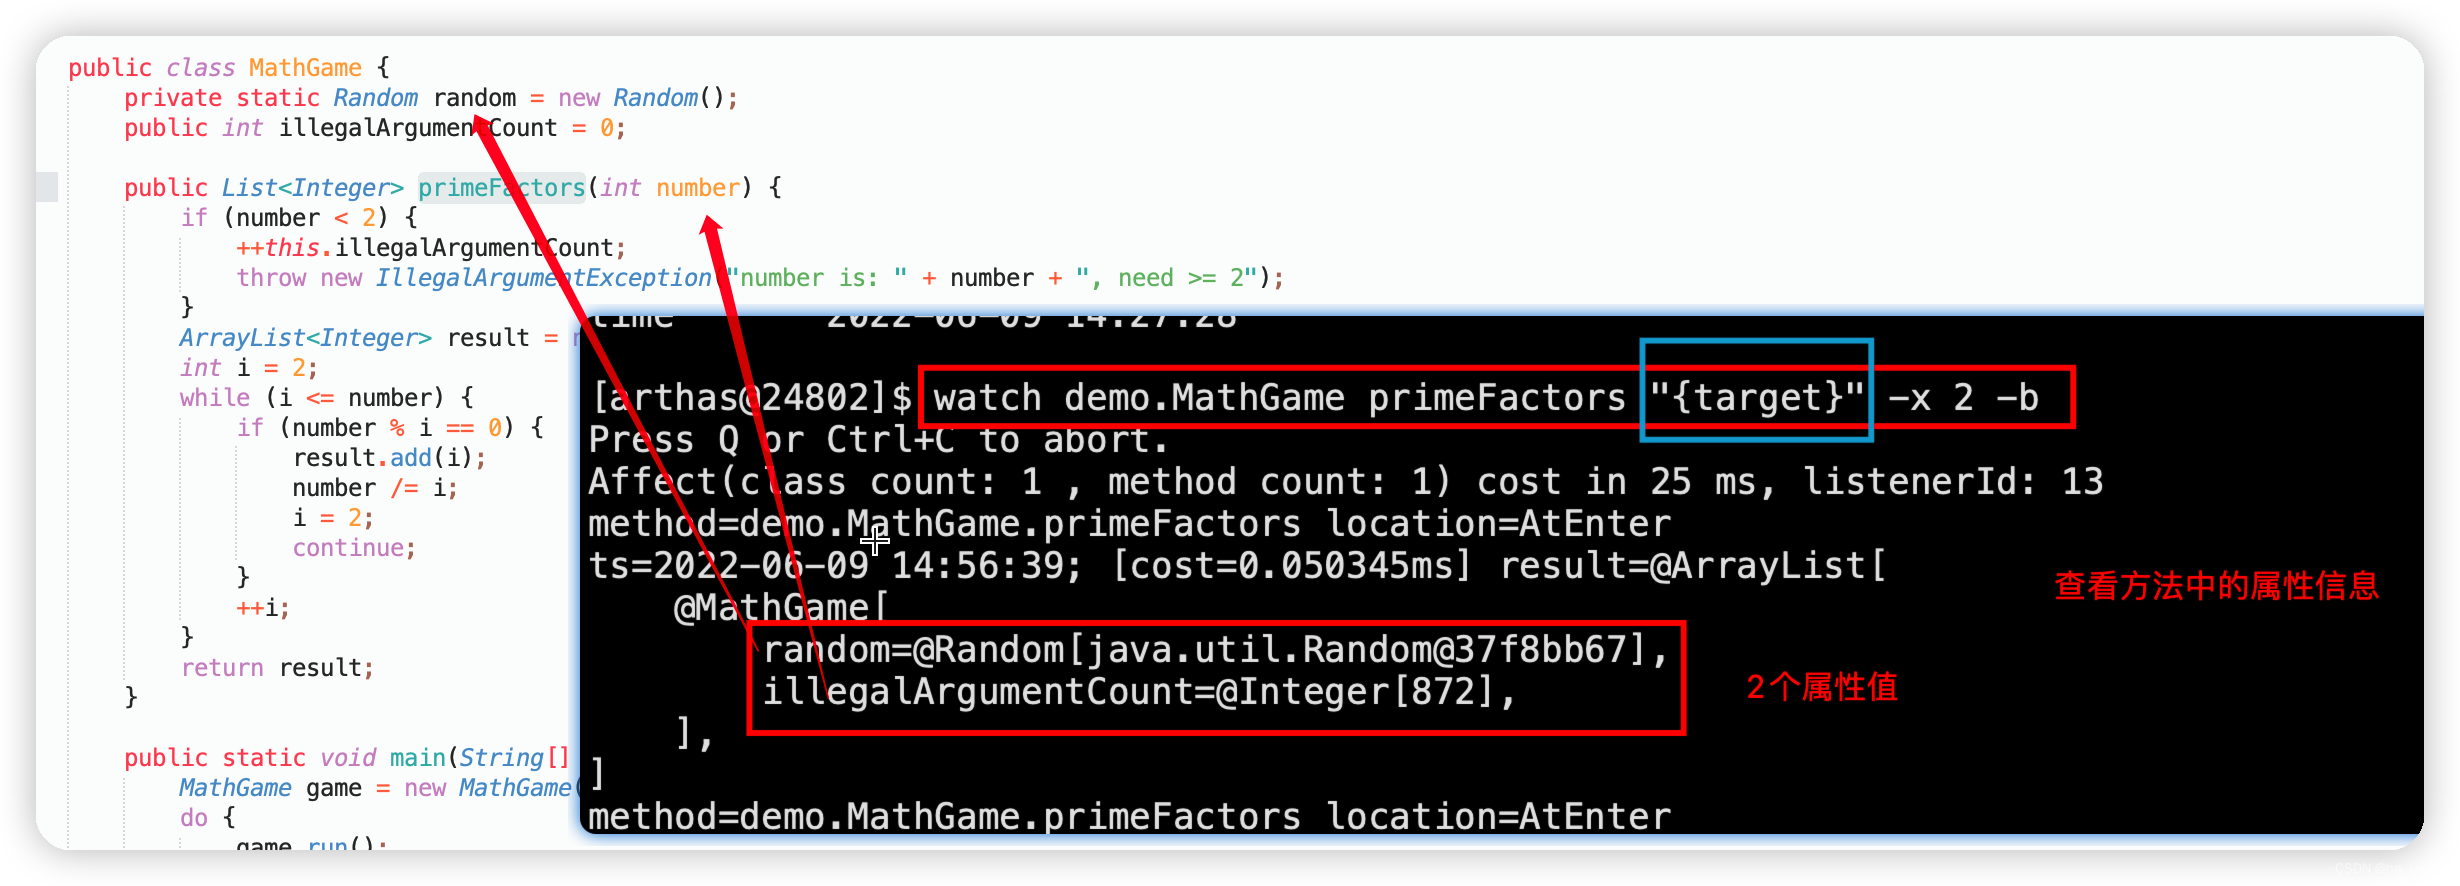 public class MathGame {
private static Random random = new Random();
public int illegalArgumentCount = 0;
public List<Integer> primeFactors(int number) {
if (number < 2) {
++this.illegalArgumentCount;
throw new IllegalArgumentException("number is: " + number + ", need >= 2");
}
ArrayList<Integer> result =
int i = 2;
while (i <= number) {
if (number % i == 0) {
result.add(i);
number /= i;
i = 2;
continue;
}
++i;
}
return result;
}
public static void main(String[]
MathGame game = new MathGame(
do {
game.run();
time 2022-06-09 14:27:28
[arthas@24802]$ watch demo.MathGame primeFactors "{target}" -x 2 -b
Press Q or Ctrl+C to abort.
Affect(class count: 1 , method count: 1) cost in 25 ms, listenerId: 13
method=demo.MathGame.primeFactors location=AtEnter
ts=2022-06-09 14:56:39; [cost=0.050345ms] result=@ArrayList[
@MathGame[
random=@Random[java.util.Random@37f8bb67],
illegalArgumentCount=@Integer[872],
],
]
method=demo.MathGame.primeFactors location=AtEnter
查看方法中的属性信息
2个属性值